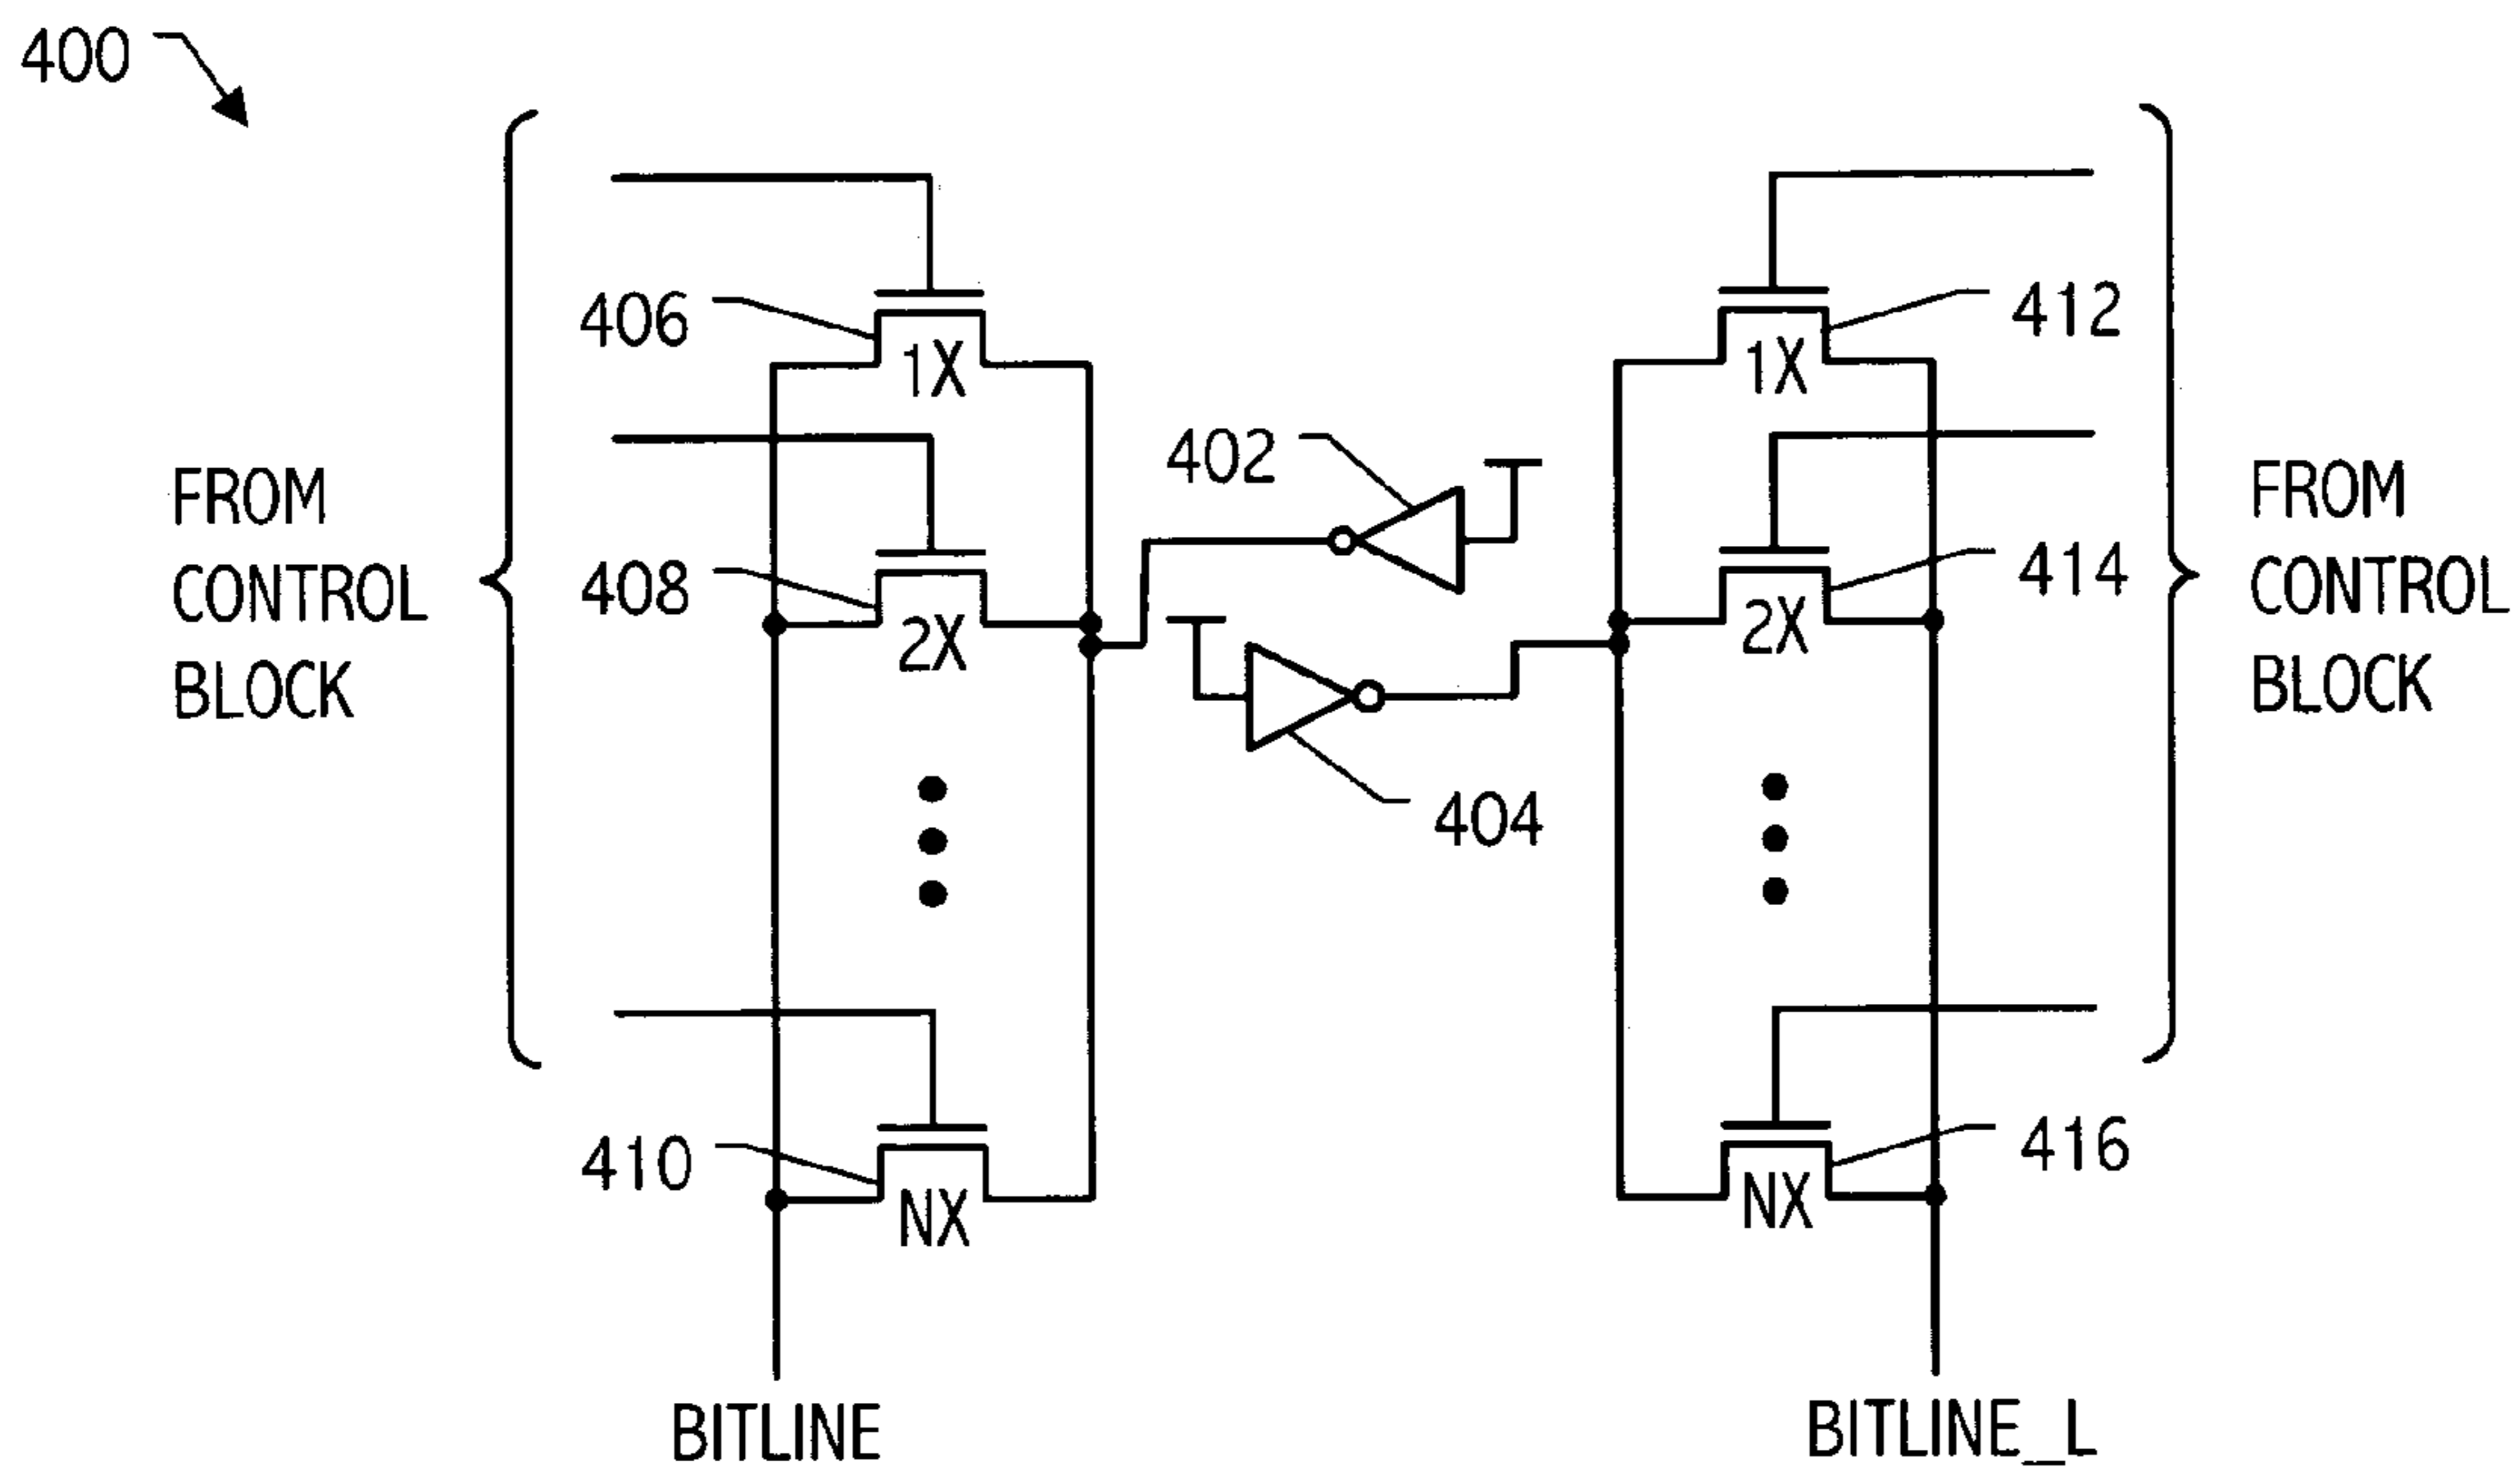 400
406
1X
412
1X
402
408
2X
414
2X
FROM
CONTROL
BLOCK
FROM
CONTROL
BLOCK
404
410
NX
416
NX
BITLINE
BITLINE_L